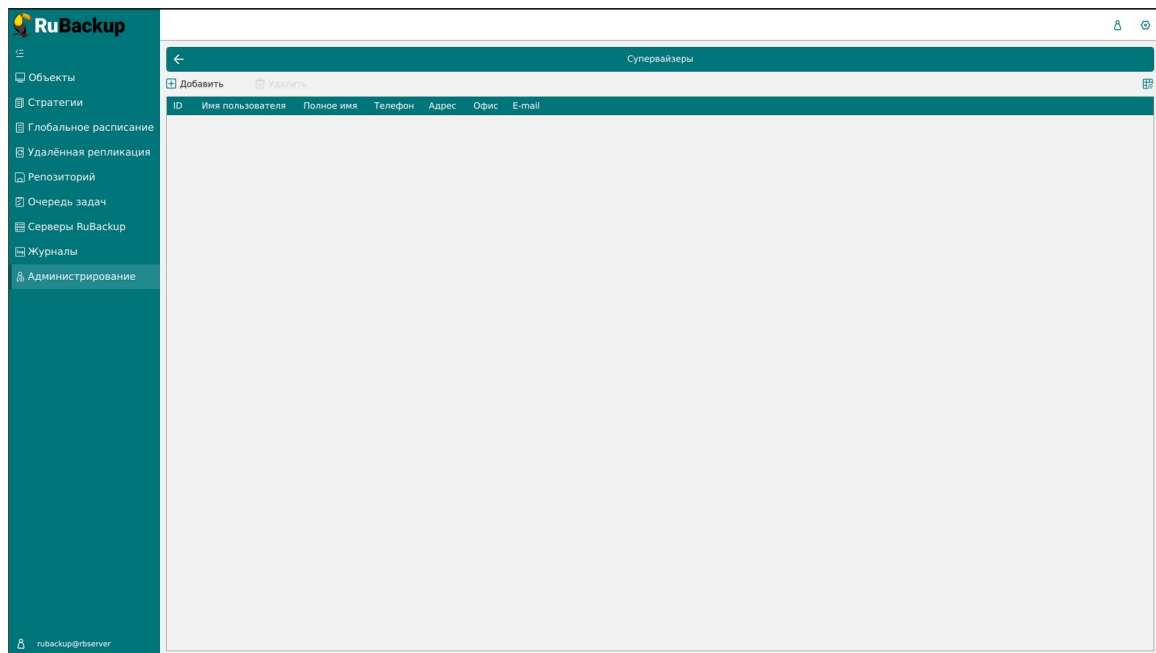 RuBackup
Супервайзеры
Объекты
Стратегии
Глобальное расписание
Удалённая репликация
Репозиторий
Очередь задач
Серверы RuBackup
Журналы
Администрирование
Добавить Удалить
ID Имя пользователя Полное имя Телефон Адрес Офис E-mail
rubackup@rbserver